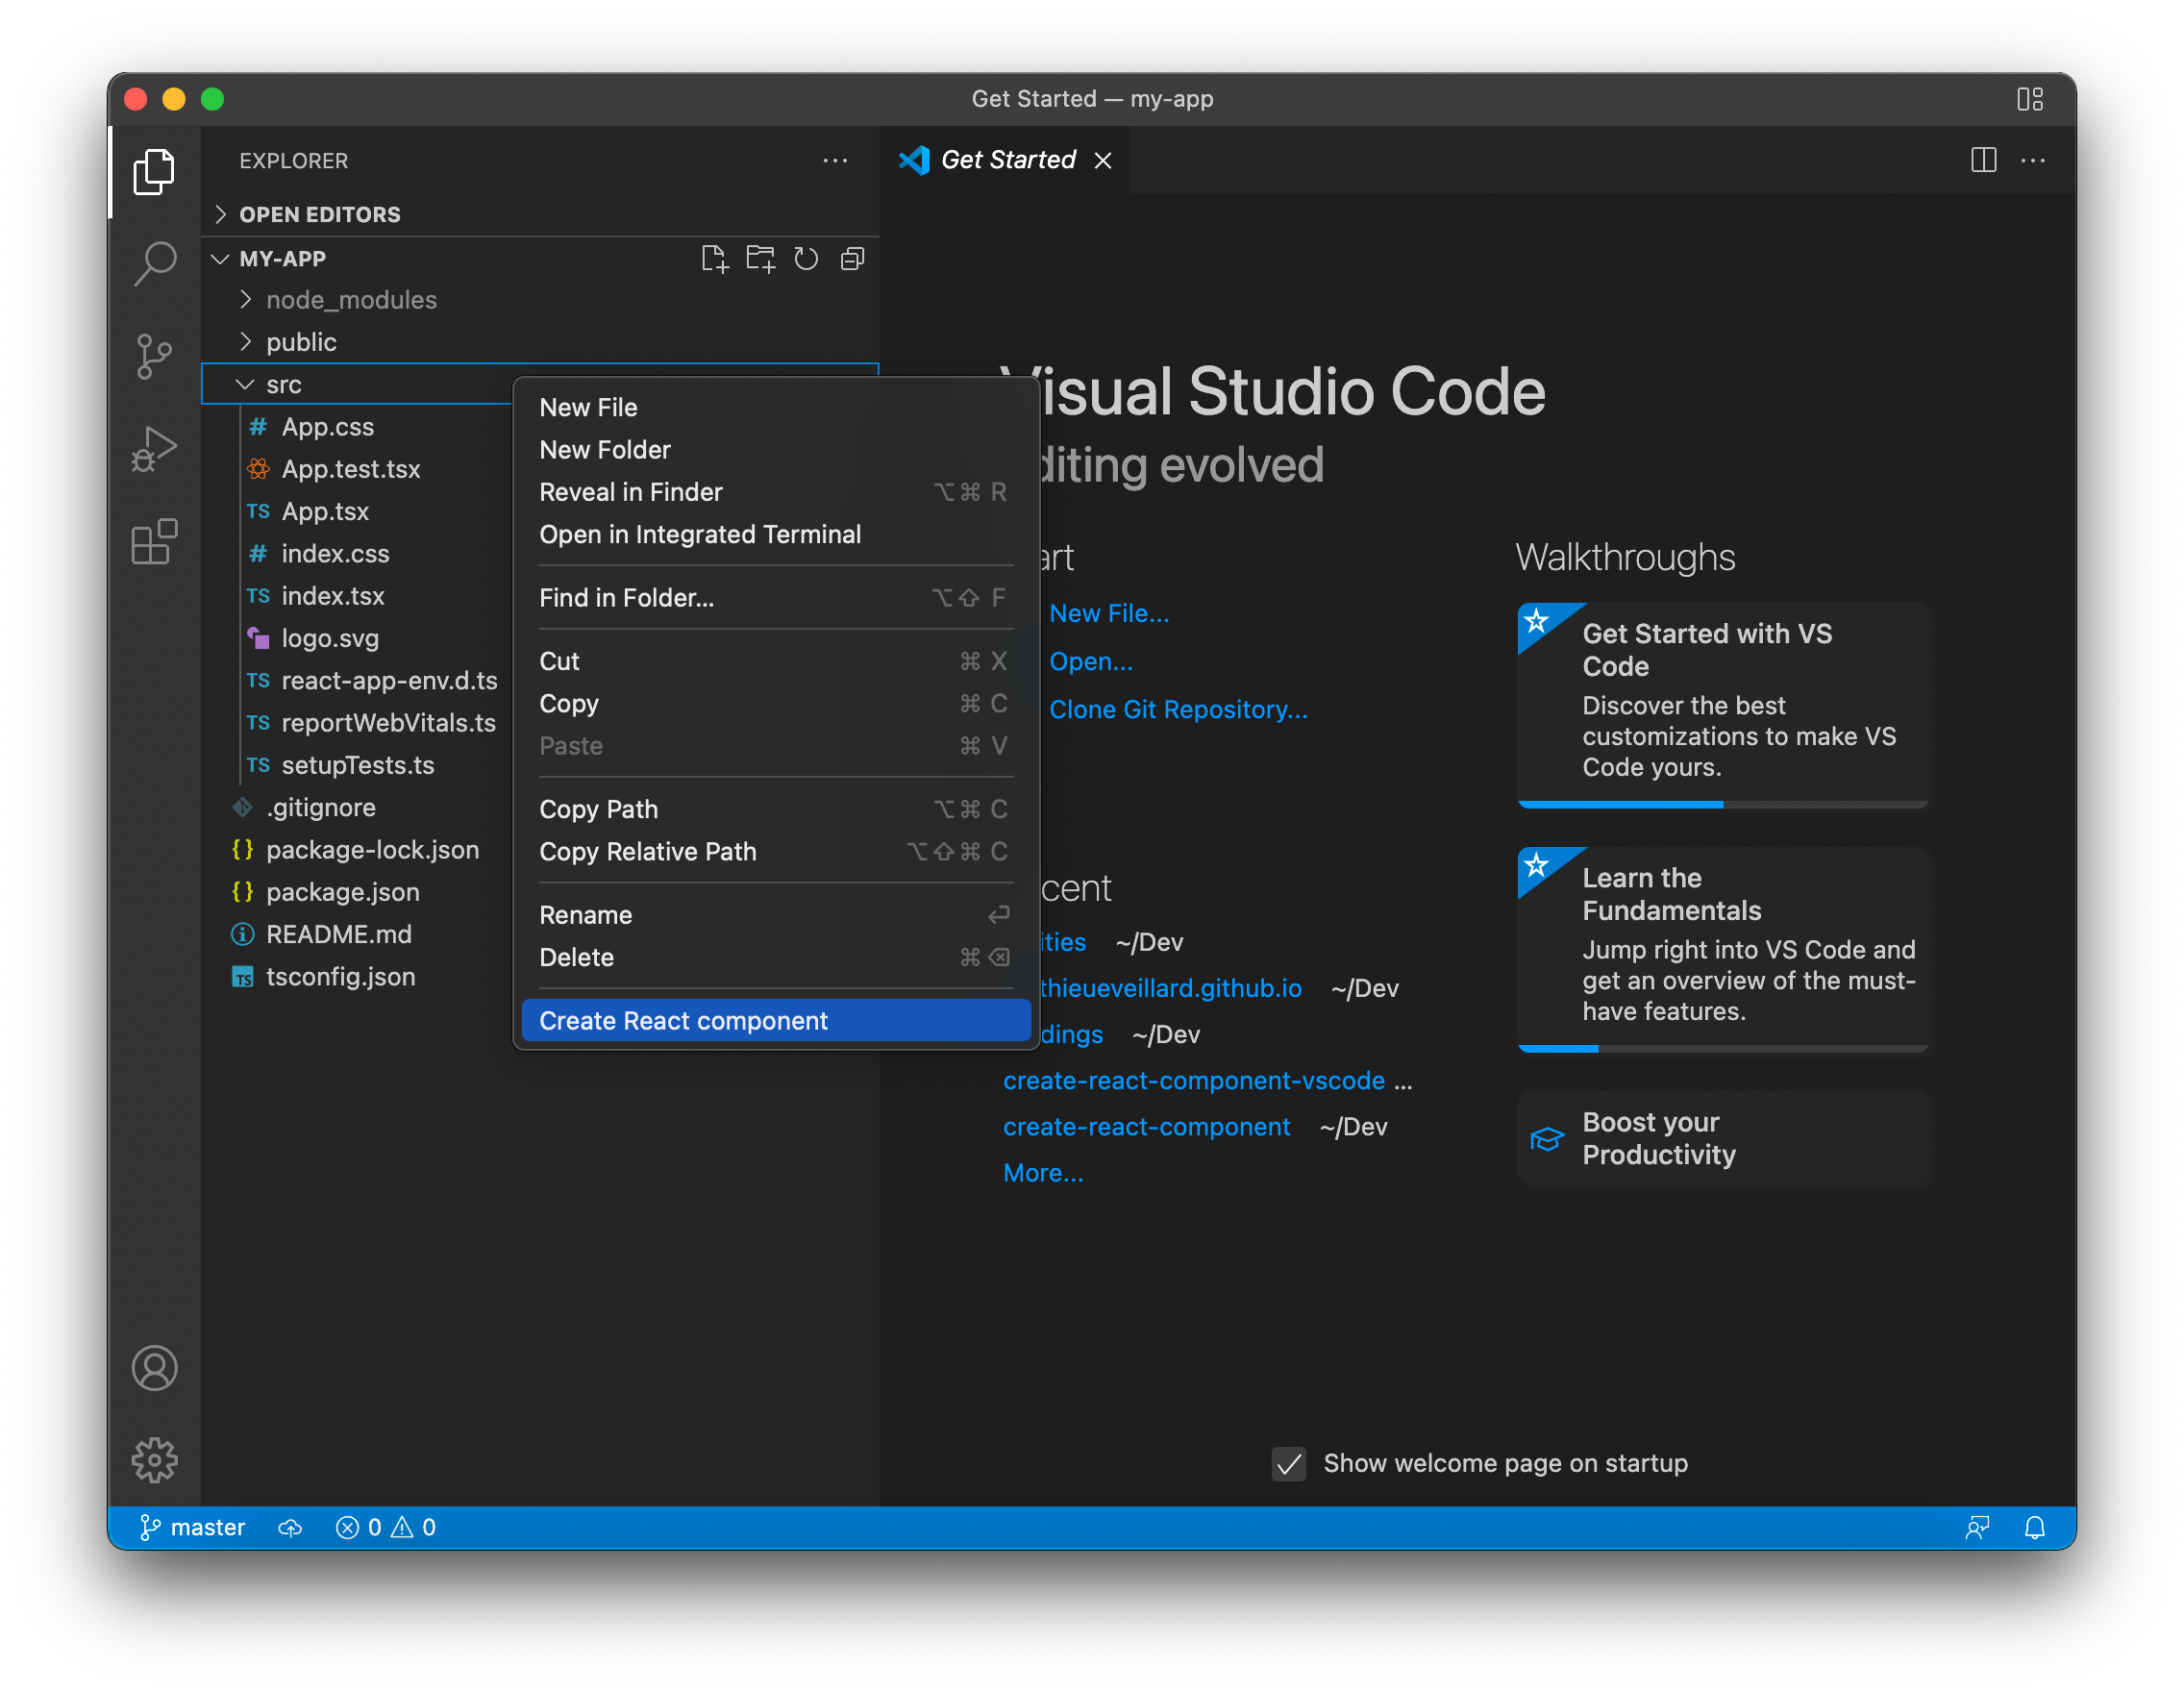 Get Started — my-app
EXPLORER
OPEN EDITORS
MY-APP
node_modules
public
src
App.css
App.test.tsx
TS App.tsx
index.css
TS index.tsx
logo.svg
TS react-app-env.d.ts
TS reportWebVitals.ts
TS setupTests.ts
.gitignore
package-lock.json
package.json
README.md
TS tsconfig.json
New File
New Folder
Reveal in Finder ⌥⌘ R
Open in Integrated Terminal
Find in Folder... ⌥⇧ F
Cut ⌘ X
Copy ⌘ C
Paste ⌘ V
Copy Path ⌥⌘ C
Copy Relative Path ⌥⇧⌘ C
Rename ↩
Delete ⌘⌫
Create React component
Get Started
Visual Studio Code
diting evolved
art
New File...
Open...
Clone Git Repository...
cent
ities ~/Dev
thieueveillard.github.io ~/Dev
dings ~/Dev
create-react-component-vscode ...
create-react-component ~/Dev
More...
Walkthroughs
Get Started with VS
Code
Discover the best
customizations to make VS
Code yours.
Learn the
Fundamentals
Jump right into VS Code and
get an overview of the must-
have features.
Boost your
Productivity
Show welcome page on startup
master 0 0